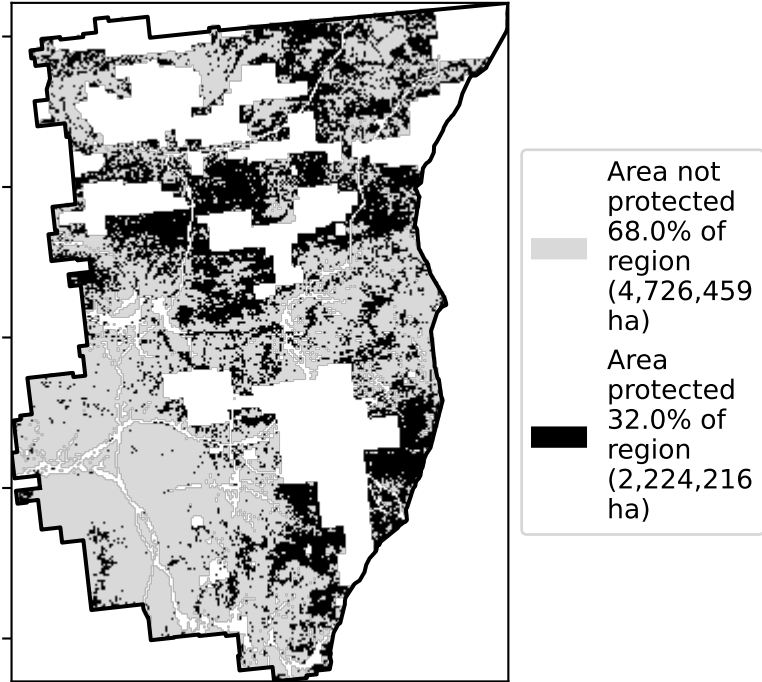 Area not
protected
68.0% of
region
(4,726,459
ha)
Area
protected
32.0% of
region
(2,224,216
ha)